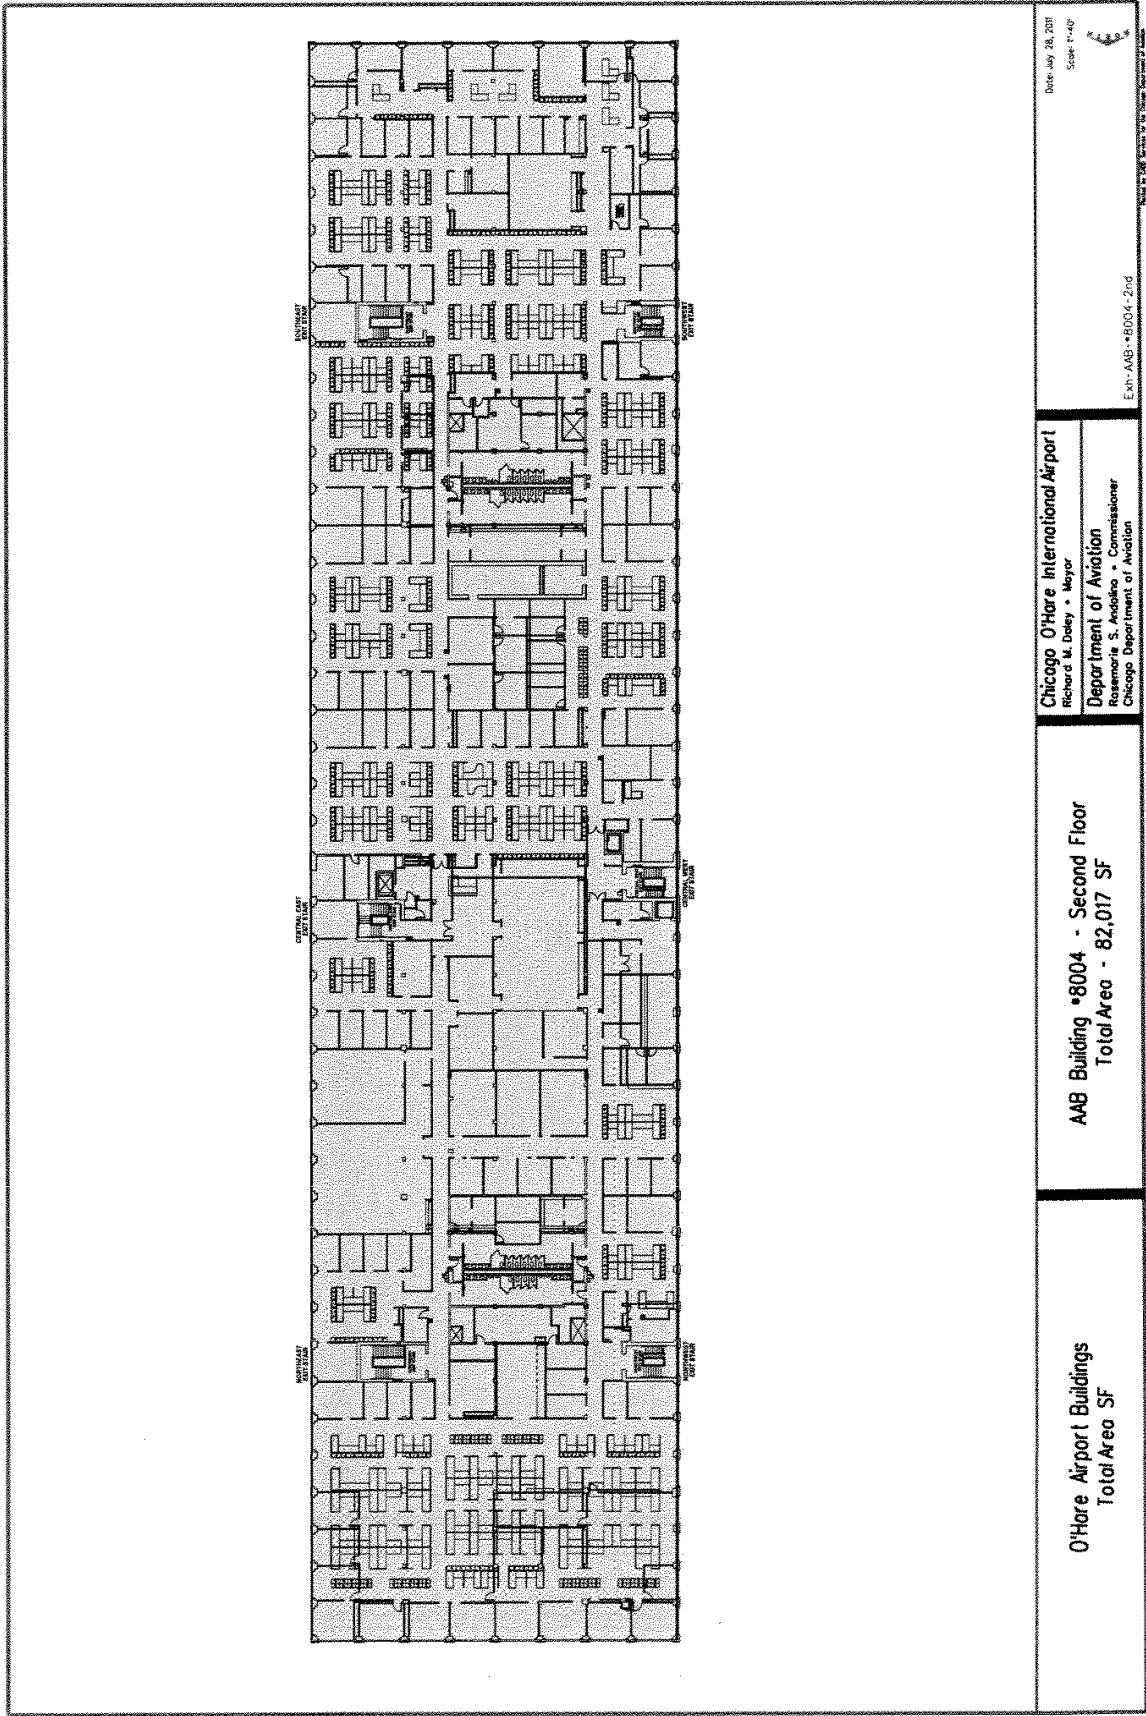 SOUTHEAST
EXIT STAIR
CENTRAL EAST
EXIT STAIR
NORTHEAST
EXIT STAIR
SOUTHWEST
EXIT STAIR
CENTRAL WEST
EXIT STAIR
NORTHWEST
EXIT STAIR
O'Hare Airport Buildings
Total Area SF
AAB Building #8004 - Second Floor
Total Area - 82,017 SF
Chicago O'Hare International Airport
Richard M. Daley • Mayor
Department of Aviation
Rosemarie S. Andolino • Commissioner
Chicago Department of Aviation
Date: July 28, 2011
Scale: 1"=40'
Exh-AAB-#8004-2nd